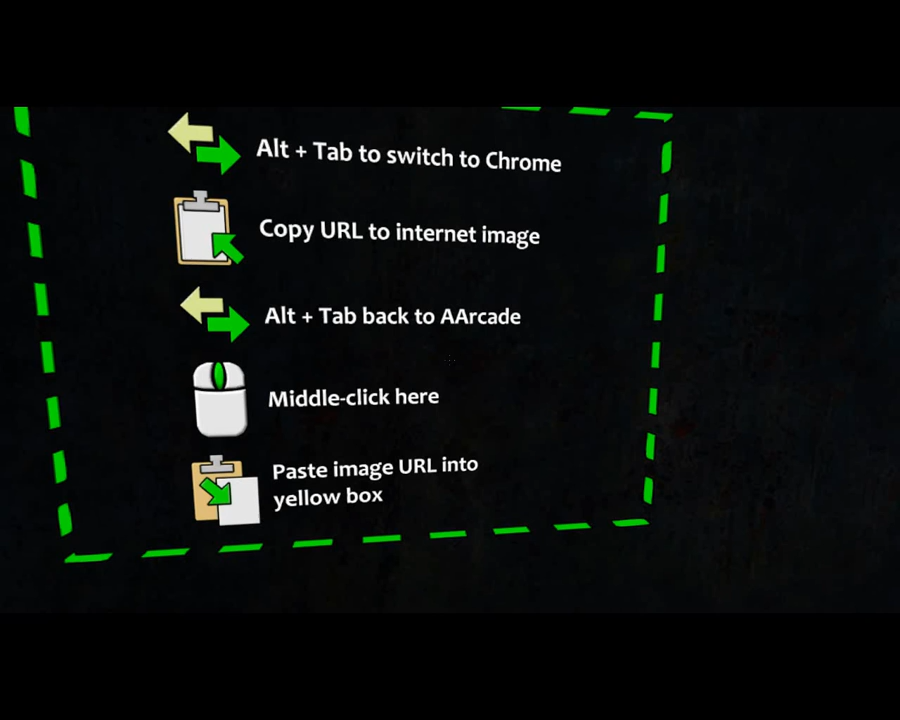 Alt + Tab to switch to Chrome
Copy URL to internet image
Alt + Tab back to AArcade
Middle-click here
Paste image URL into
yellow box